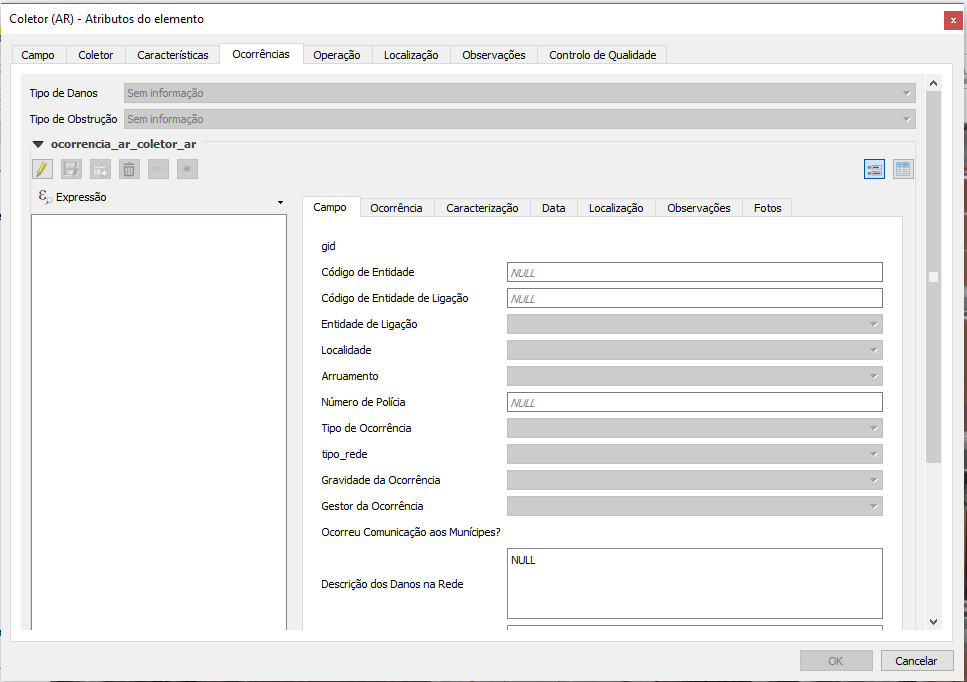 Coletor (AR) - Atributos do elemento
x
Campo Coletor Características Ocorrências Operação Localização Observações Controlo de Qualidade
Tipo de Danos Sem informação
Tipo de Obstrução Sem informação
ocorrencia_ar_coletor_ar
ε Expressão
Campo Ocorrência Caracterização Data Localização Observações Fotos
gid
Código de Entidade NULL
Código de Entidade de Ligação NULL
Entidade de Ligação
Localidade
Arruamento
Número de Polícia NULL
Tipo de Ocorrência
tipo_rede
Gravidade da Ocorrência
Gestor da Ocorrência
Ocorreu Comunicação aos Munícipes?
NULL
Descrição dos Danos na Rede
OK Cancelar